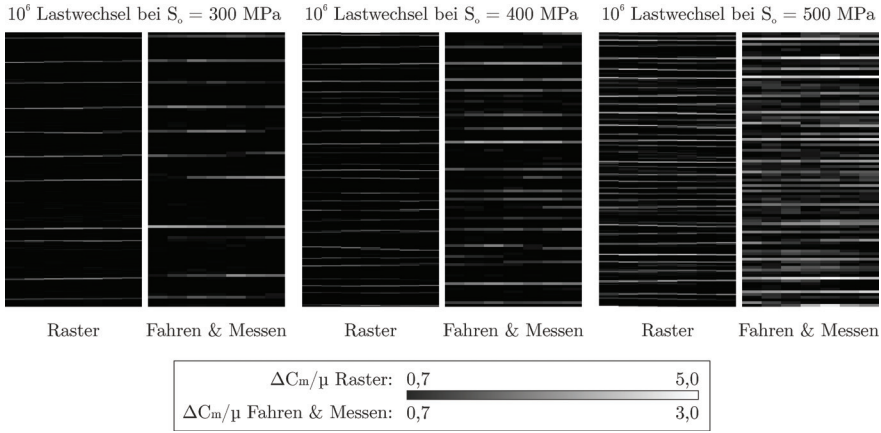 10⁶ Lastwechsel bei Sₒ = 300 MPa
10⁶ Lastwechsel bei Sₒ = 400 MPa
10⁶ Lastwechsel bei Sₒ = 500 MPa
Raster
Fahren & Messen
Raster
Fahren & Messen
Raster
Fahren & Messen
ΔCₘ/µ Raster: 0,7 5,0
ΔCₘ/µ Fahren & Messen: 0,7 3,0